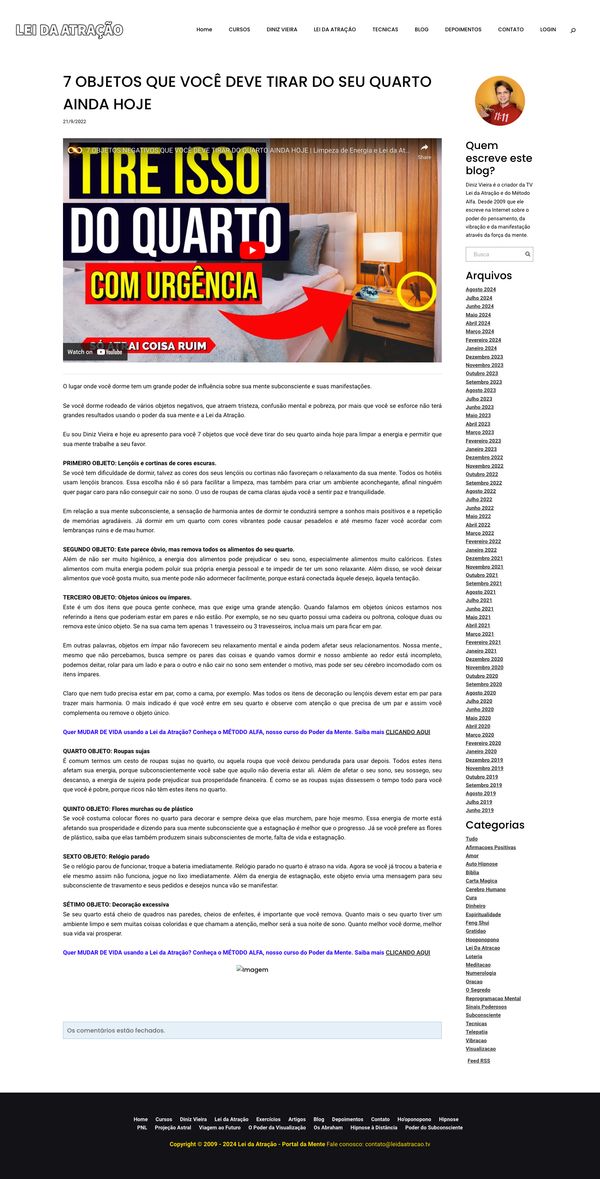 LEI DA ATRAÇÃO
Home CURSOS DINIZ VIEIRA LEI DA ATRAÇÃO TECNICAS BLOG DEPOIMENTOS CONTATO LOGIN
7 OBJETOS QUE VOCÊ DEVE TIRAR DO SEU QUARTO
AINDA HOJE
21/9/2022
7 OBJETOS NEGATIVOS QUE VOCÊ DEVE TIRAR DO QUARTO AINDA HOJE | Limpeza de Energia e Lei da At...
Share
TIRE ISSO
DO QUARTO
COM URGÊNCIA
SÓ ATRAI COISA RUIM
Watch on YouTube
O lugar onde você dorme tem um grande poder de influência sobre sua mente subconsciente e suas manifestações.
Se você dorme rodeado de vários objetos negativos, que atraem tristeza, confusão mental e pobreza, por mais que você se esforce não terá
grandes resultados usando o poder da sua mente e a Lei da Atração.
Eu sou Diniz Vieira e hoje eu apresento para você 7 objetos que você deve tirar do seu quarto ainda hoje para limpar a energia e permitir que
sua mente trabalhe a seu favor.
PRIMEIRO OBJETO: Lençóis e cortinas de cores escuras.
Se você tem dificuldade de dormir, talvez as cores dos seus lençóis ou cortinas não favoreçam o relaxamento da sua mente. Todos os hotéis
usam lençóis brancos. Essa escolha não é só para facilitar a limpeza, mas também para criar um ambiente aconchegante, afinal ninguém
quer pagar caro para não conseguir cair no sono. O uso de roupas de cama claras ajuda você a sentir paz e tranquilidade.
Em relação a sua mente subconsciente, a sensação de harmonia antes de dormir te conduzirá sempre a sonhos mais positivos e a repetição
de memórias agradáveis. Já dormir em um quarto com cores vibrantes pode causar pesadelos e até mesmo fazer você acordar com
lembranças ruins e de mau humor.
SEGUNDO OBJETO: Este parece óbvio, mas remova todos os alimentos do seu quarto.
Além de não ser muito higiênico, a energia dos alimentos pode prejudicar o seu sono, especialmente alimentos muito calóricos. Estes
alimentos com muita energia podem poluir sua própria energia pessoal e te impedir de ter um sono relaxante. Além disso, se você deixar
alimentos que você gosta muito, sua mente pode não adormecer facilmente, porque estará conectada àquele desejo, àquela tentação.
TERCEIRO OBJETO: Objetos únicos ou ímpares.
Este é um dos itens que pouca gente conhece, mas que exige uma grande atenção. Quando falamos em objetos únicos estamos nos
referindo a itens que poderiam estar em pares e não estão. Por exemplo, se no seu quarto possui uma cadeira ou poltrona, coloque duas ou
remova este único objeto. Se na sua cama tem apenas 1 travesseiro ou 3 travesseiros, inclua mais um para ficar em par.
Em outras palavras, objetos em ímpar não favorecem seu relaxamento mental e ainda podem afetar seus relacionamentos. Nossa mente.,
mesmo que não percebamos, busca sempre os pares das coisas e quando vamos dormir e nosso ambiente ao redor está incompleto,
podemos deitar, rolar para um lado e para o outro e não cair no sono sem entender o motivo, mas pode ser seu cérebro incomodado com os
itens ímpares.
Claro que nem tudo precisa estar em par, como a cama, por exemplo. Mas todos os itens de decoração ou lençóis devem estar em par para
trazer mais harmonia. O mais indicado é que você entre em seu quarto e observe com atenção o que precisa de um par e assim você
complementa ou remove o objeto único.
Quer MUDAR DE VIDA usando a Lei da Atração? Conheça o MÉTODO ALFA, nosso curso do Poder da Mente. Saiba mais CLICANDO AQUI
QUARTO OBJETO: Roupas sujas
É comum termos um cesto de roupas sujas no quarto, ou aquela roupa que você deixou pendurada para usar depois. Todos estes itens
afetam sua energia, porque subconscientemente você sabe que aquilo não deveria estar ali. Além de afetar o seu sono, seu sossego, seu
descanso, a energia de sujeira pode prejudicar sua prosperidade financeira. É como se as roupas sujas dissessem o tempo todo para você
que você é pobre, porque ricos não têm estes itens no quarto.
QUINTO OBJETO: Flores murchas ou de plástico
Se você costuma colocar flores no quarto para decorar e sempre deixa que elas murchem, pare hoje mesmo. Essa energia de morte está
afetando sua prosperidade e dizendo para sua mente subconsciente que a estagnação é melhor que o progresso. Já se você prefere as flores
de plástico, saiba que elas também produzem sinais subconscientes de morte, falta de vida e estagnação.
SEXTO OBJETO: Relógio parado
Se o relógio parou de funcionar, troque a bateria imediatamente. Relógio parado no quarto é atraso na vida. Agora se você já trocou a bateria e
ele mesmo assim não funciona, jogue no lixo imediatamente. Além da energia de estagnação, este objeto envia uma mensagem para seu
subconsciente de travamento e seus pedidos e desejos nunca vão se manifestar.
SÉTIMO OBJETO: Decoração excessiva
Se seu quarto está cheio de quadros nas paredes, cheios de enfeites, é importante que você remova. Quanto mais o seu quarto tiver um
ambiente limpo e sem muitas coisas coloridas e que chamam a atenção, melhor será a sua noite de sono. Quanto melhor você dorme, melhor
sua vida vai prosperar.
Quer MUDAR DE VIDA usando a Lei da Atração? Conheça o MÉTODO ALFA, nosso curso do Poder da Mente. Saiba mais CLICANDO AQUI
Imagem
Os comentários estão fechados.
11:11
Quem
escreve este
blog?
Diniz Vieira é o criador da TV
Lei da Atração e do Método
Alfa. Desde 2009 que ele
escreve na Internet sobre o
poder do pensamento, da
vibração e da manifestação
através da força da mente.
Busca
Arquivos
Agosto 2024
Julho 2024
Junho 2024
Maio 2024
Abril 2024
Março 2024
Fevereiro 2024
Janeiro 2024
Dezembro 2023
Novembro 2023
Outubro 2023
Setembro 2023
Agosto 2023
Julho 2023
Junho 2023
Maio 2023
Abril 2023
Março 2023
Fevereiro 2023
Janeiro 2023
Dezembro 2022
Novembro 2022
Outubro 2022
Setembro 2022
Agosto 2022
Julho 2022
Junho 2022
Maio 2022
Abril 2022
Março 2022
Fevereiro 2022
Janeiro 2022
Dezembro 2021
Novembro 2021
Outubro 2021
Setembro 2021
Agosto 2021
Julho 2021
Junho 2021
Maio 2021
Abril 2021
Março 2021
Fevereiro 2021
Janeiro 2021
Dezembro 2020
Novembro 2020
Outubro 2020
Setembro 2020
Agosto 2020
Julho 2020
Junho 2020
Maio 2020
Abril 2020
Março 2020
Fevereiro 2020
Janeiro 2020
Dezembro 2019
Novembro 2019
Outubro 2019
Setembro 2019
Agosto 2019
Julho 2019
Junho 2019
Categorias
Tudo
Afirmacoes Positivas
Amor
Auto Hipnose
Bíblia
Carta Magica
Cerebro Humano
Cura
Dinheiro
Espiritualidade
Feng Shui
Gratidao
Hooponopono
Lei Da Atracao
Loteria
Meditacao
Numerologia
Oracao
O Segredo
Reprogramacao Mental
Sinais Poderosos
Subconsciente
Tecnicas
Telepatia
Vibracao
Visualizacao
Feed RSS
Home Cursos Diniz Vieira Lei da Atração Exercícios Artigos Blog Depoimentos Contato Ho'oponopono Hipnose
PNL Projeção Astral Viagem ao Futuro O Poder da Visualização Os Abraham Hipnose à Distância Poder do Subconsciente
Copyright © 2009 - 2024 Lei da Atração - Portal da Mente Fale conosco: contato@leidaatracao.tv